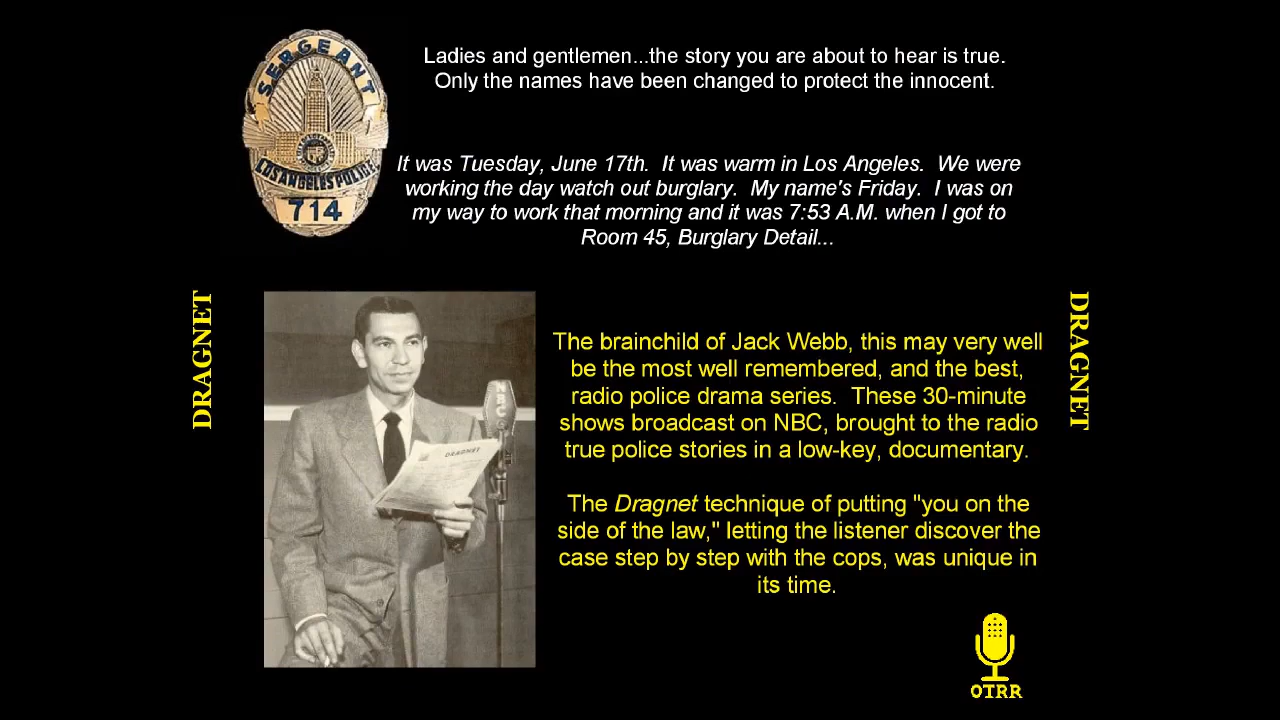 SERGEANT
LOS ANGELES POLICE
714
Ladies and gentlemen...the story you are about to hear is true.
Only the names have been changed to protect the innocent.
It was Tuesday, June 17th.  It was warm in Los Angeles.  We were
working the day watch out burglary.  My name's Friday.  I was on
my way to work that morning and it was 7:53 A.M. when I got to
Room 45, Burglary Detail...
DRAGNET
NBC
DRAGNET
The brainchild of Jack Webb, this may very well
be the most well remembered, and the best,
radio police drama series.  These 30-minute
shows broadcast on NBC, brought to the radio
true police stories in a low-key, documentary.
The Dragnet technique of putting "you on the
side of the law," letting the listener discover the
case step by step with the cops, was unique in
its time.
DRAGNET
OTRR